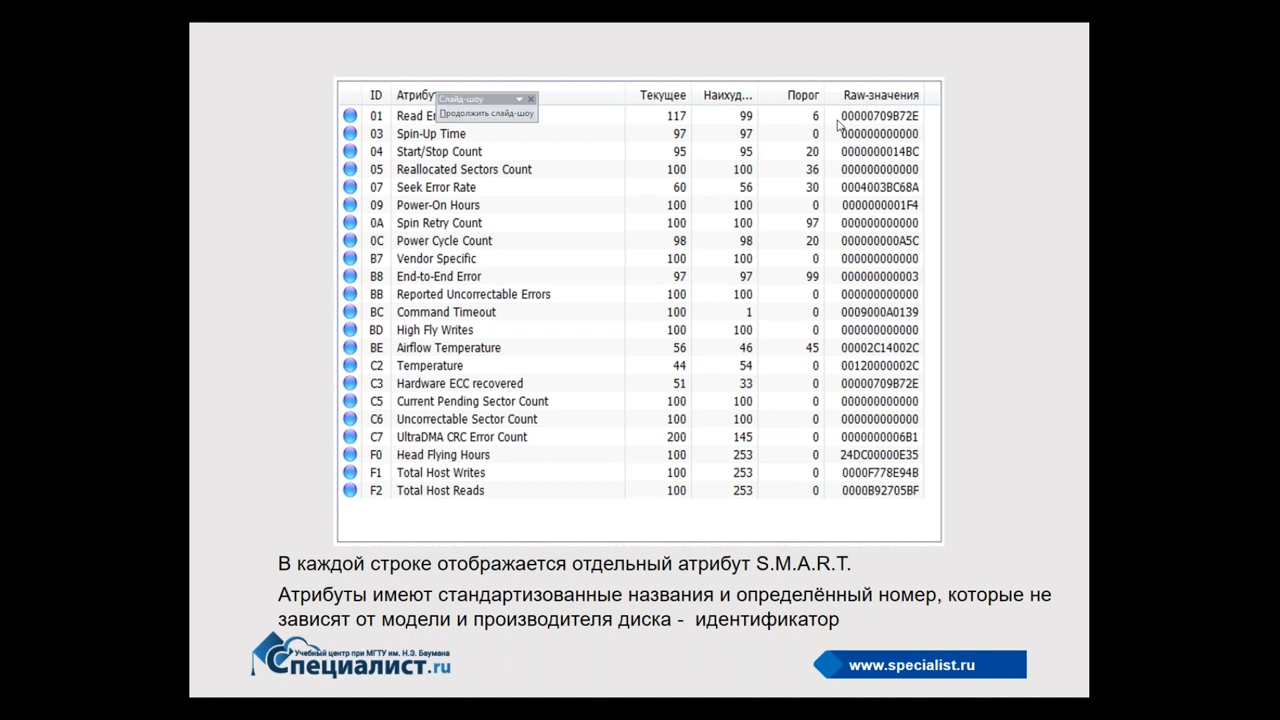 ID Атрибу Текущее Наихуд... Порог Raw-значения
Слайд-шоу
Продолжить слайд-шоу
01 Read Er 117 99 6 00000709B72E
03 Spin-Up Time 97 97 0 000000000000
04 Start/Stop Count 95 95 20 0000000014BC
05 Reallocated Sectors Count 100 100 36 000000000000
07 Seek Error Rate 60 56 30 0004003BC68A
09 Power-On Hours 100 100 0 0000000001F4
0A Spin Retry Count 100 100 97 000000000000
0C Power Cycle Count 98 98 20 000000000A5C
B7 Vendor Specific 100 100 0 000000000000
B8 End-to-End Error 97 97 99 000000000003
BB Reported Uncorrectable Errors 100 100 0 000000000000
BC Command Timeout 100 1 0 0009000A0139
BD High Fly Writes 100 100 0 000000000000
BE Airflow Temperature 56 46 45 00002C14002C
C2 Temperature 44 54 0 00120000002C
C3 Hardware ECC recovered 51 33 0 00000709B72E
C5 Current Pending Sector Count 100 100 0 000000000000
C6 Uncorrectable Sector Count 100 100 0 000000000000
C7 UltraDMA CRC Error Count 200 145 0 0000000006B1
F0 Head Flying Hours 100 253 0 24DC00000E35
F1 Total Host Writes 100 253 0 0000F778E94B
F2 Total Host Reads 100 253 0 0000B92705BF
В каждой строке отображается отдельный атрибут S.M.A.R.T.
Атрибуты имеют стандартизованные названия и определённый номер, которые не
зависят от модели и производителя диска - идентификатор
Учебный центр при МГТУ им. Н.Э. Баумана
Специалист.ru
www.specialist.ru